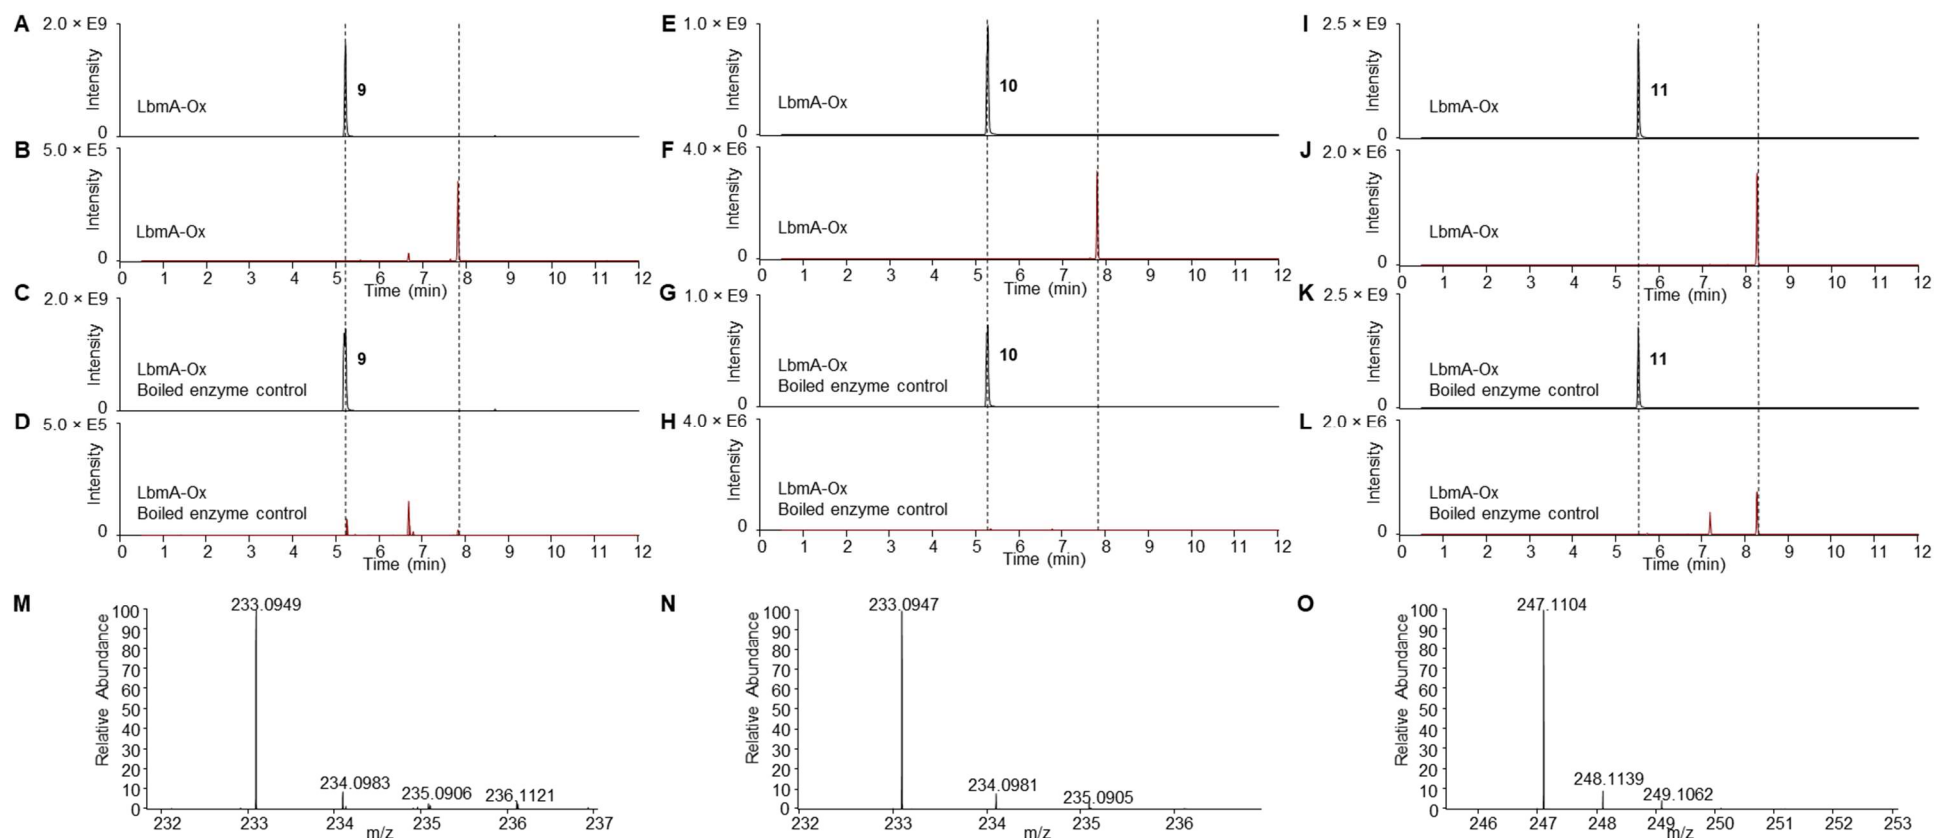 A 2.0 × E9
Intensity
0
LbmA-Ox
9
B 5.0 × E5
Intensity
0
LbmA-Ox
0 1 2 3 4 5 6 7 8 9 10 11 12
Time (min)
C 2.0 × E9
Intensity
0
LbmA-Ox
Boiled enzyme control
9
D 5.0 × E5
Intensity
0
LbmA-Ox
Boiled enzyme control
0 1 2 3 4 5 6 7 8 9 10 11 12
Time (min)
E 1.0 × E9
Intensity
0
LbmA-Ox
10
F 4.0 × E6
Intensity
0
LbmA-Ox
0 1 2 3 4 5 6 7 8 9 10 11 12
Time (min)
G 1.0 × E9
Intensity
0
LbmA-Ox
Boiled enzyme control
10
H 4.0 × E6
Intensity
0
LbmA-Ox
Boiled enzyme control
0 1 2 3 4 5 6 7 8 9 10 11 12
Time (min)
I 2.5 × E9
Intensity
0
LbmA-Ox
11
J 2.0 × E6
Intensity
0
LbmA-Ox
0 1 2 3 4 5 6 7 8 9 10 11 12
Time (min)
K 2.5 × E9
Intensity
0
LbmA-Ox
Boiled enzyme control
11
L 2.0 × E6
Intensity
0
LbmA-Ox
Boiled enzyme control
0 1 2 3 4 5 6 7 8 9 10 11 12
Time (min)
M
Relative Abundance
100
90
80
70
60
50
40
30
20
10
0
233.0949
234.0983
235.0906
236.1121
232 233 234 235 236 237
m/z
N
Relative Abundance
100
90
80
70
60
50
40
30
20
10
0
233.0947
234.0981
235.0905
232 233 234 235 236
m/z
O
Relative Abundance
100
90
80
70
60
50
40
30
20
10
0
247.1104
248.1139
249.1062
246 247 248 249 250 251 252 253
m/z